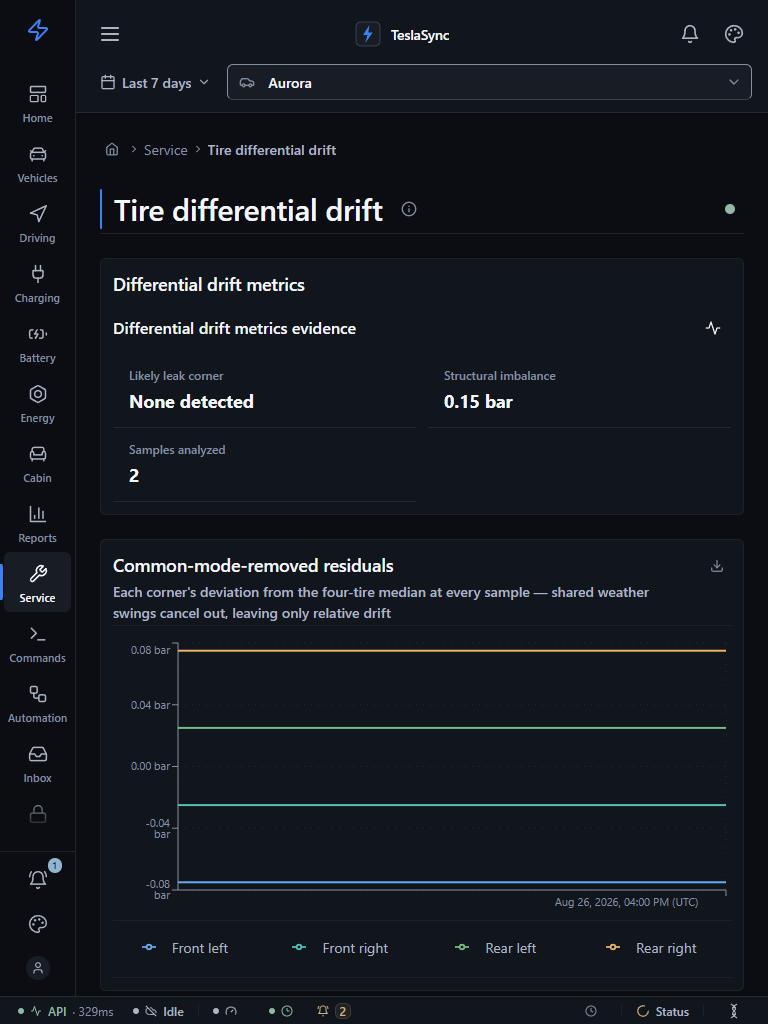 TeslaSync
Last 7 days
Aurora
Home
Vehicles
Driving
Charging
Battery
Energy
Cabin
Reports
Service
Commands
Automation
Inbox
1
Service
Tire differential drift
Tire differential drift
Differential drift metrics
Differential drift metrics evidence
Likely leak corner
None detected
Structural imbalance
0.15 bar
Samples analyzed
2
Common-mode-removed residuals
Each corner's deviation from the four-tire median at every sample — shared weather
swings cancel out, leaving only relative drift
0.08 bar
0.04 bar
0.00 bar
-0.04
bar
-0.08
bar
Aug 26, 2026, 04:00 PM (UTC)
Front left
Front right
Rear left
Rear right
API · 329ms
Idle
2
Status